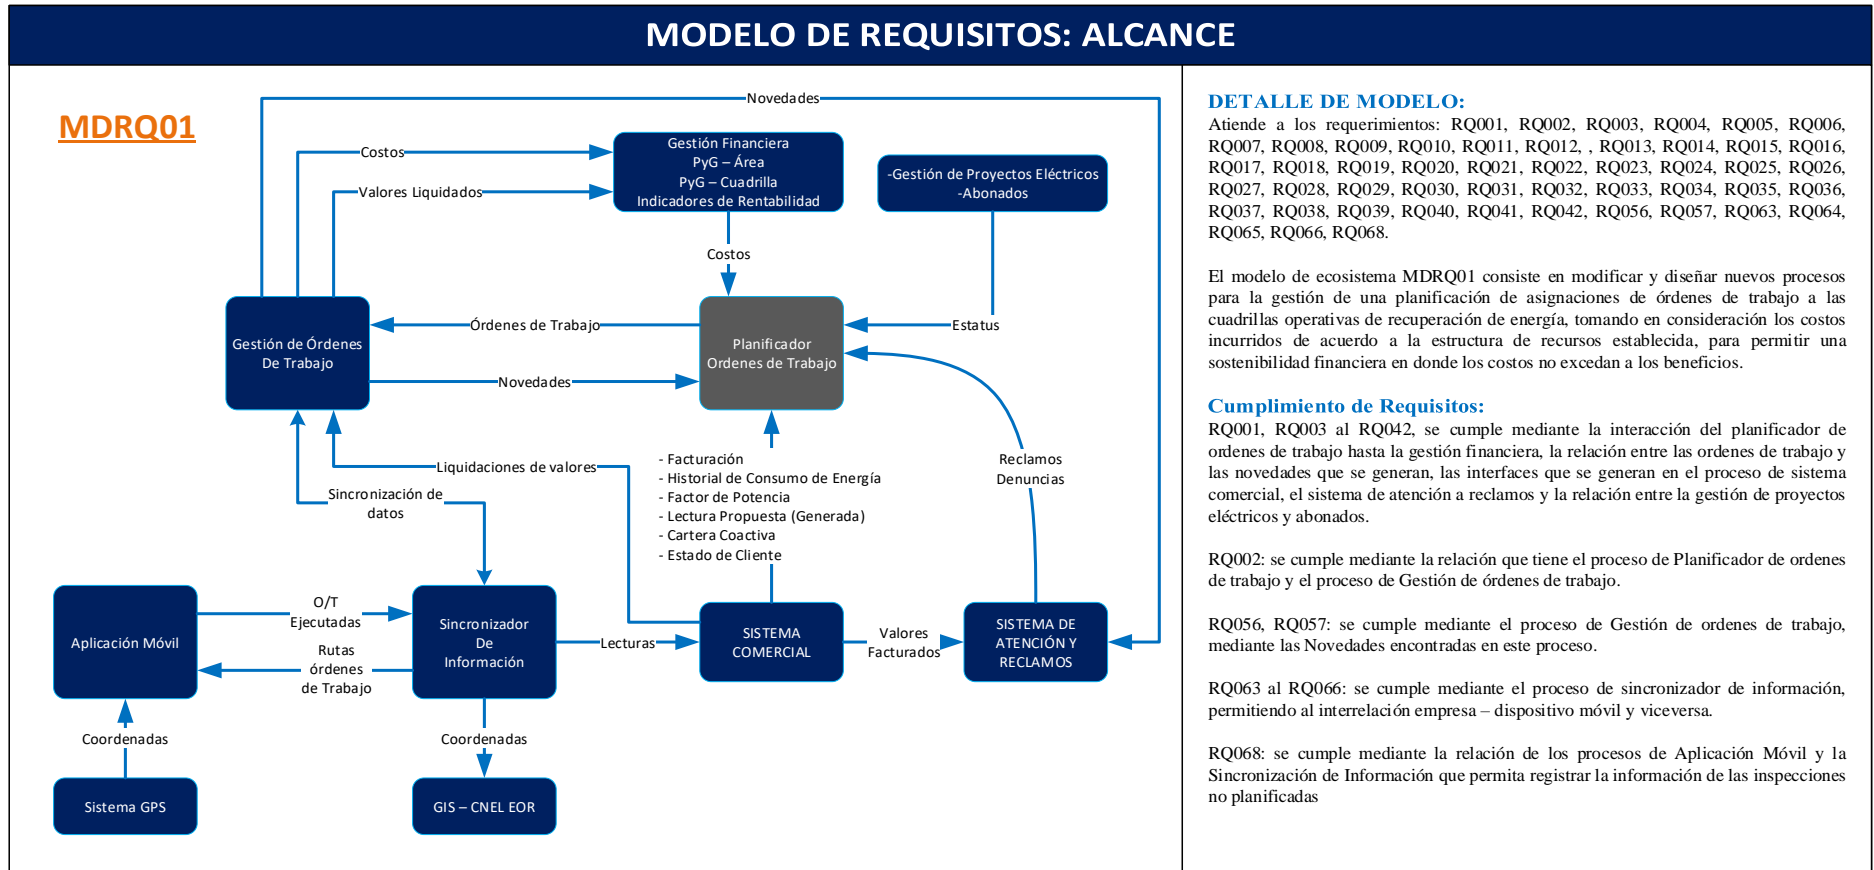 MODELO DE REQUISITOS: ALCANCE
MDRQ01
Novedades
Costos
Valores Liquidados
Gestión Financiera
PyG – Área
PyG – Cuadrilla
Indicadores de Rentabilidad
-Gestión de Proyectos Eléctricos
-Abonados
Costos
Gestión de Órdenes
De Trabajo
Órdenes de Trabajo
Planificador
Ordenes de Trabajo
Estatus
Novedades
Liquidaciones de valores
Sincronización de
datos
- Facturación
- Historial de Consumo de Energía
- Factor de Potencia
- Lectura Propuesta (Generada)
- Cartera Coactiva
- Estado de Cliente
Reclamos
Denuncias
Aplicación Móvil
O/T
Ejecutadas
Rutas
órdenes
de Trabajo
Sincronizador
De
Información
Lecturas
SISTEMA
COMERCIAL
Valores
Facturados
SISTEMA DE
ATENCIÓN Y
RECLAMOS
Coordenadas
Coordenadas
Sistema GPS
GIS – CNEL EOR
DETALLE DE MODELO:
Atiende a los requerimientos: RQ001, RQ002, RQ003, RQ004, RQ005, RQ006,
RQ007, RQ008, RQ009, RQ010, RQ011, RQ012, , RQ013, RQ014, RQ015, RQ016,
RQ017, RQ018, RQ019, RQ020, RQ021, RQ022, RQ023, RQ024, RQ025, RQ026,
RQ027, RQ028, RQ029, RQ030, RQ031, RQ032, RQ033, RQ034, RQ035, RQ036,
RQ037, RQ038, RQ039, RQ040, RQ041, RQ042, RQ056, RQ057, RQ063, RQ064,
RQ065, RQ066, RQ068.
El modelo de ecosistema MDRQ01 consiste en modificar y diseñar nuevos procesos
para la gestión de una planificación de asignaciones de órdenes de trabajo a las
cuadrillas operativas de recuperación de energía, tomando en consideración los costos
incurridos de acuerdo a la estructura de recursos establecida, para permitir una
sostenibilidad financiera en donde los costos no excedan a los beneficios.
Cumplimiento de Requisitos:
RQ001, RQ003 al RQ042, se cumple mediante la interacción del planificador de
ordenes de trabajo hasta la gestión financiera, la relación entre las ordenes de trabajo y
las novedades que se generan, las interfaces que se generan en el proceso de sistema
comercial, el sistema de atención a reclamos y la relación entre la gestión de proyectos
eléctricos y abonados.
RQ002: se cumple mediante la relación que tiene el proceso de Planificador de ordenes
de trabajo y el proceso de Gestión de órdenes de trabajo.
RQ056, RQ057: se cumple mediante el proceso de Gestión de ordenes de trabajo,
mediante las Novedades encontradas en este proceso.
RQ063 al RQ066: se cumple mediante el proceso de sincronizador de información,
permitiendo al interrelación empresa – dispositivo móvil y viceversa.
RQ068: se cumple mediante la relación de los procesos de Aplicación Móvil y la
Sincronización de Información que permita registrar la información de las inspecciones
no planificadas